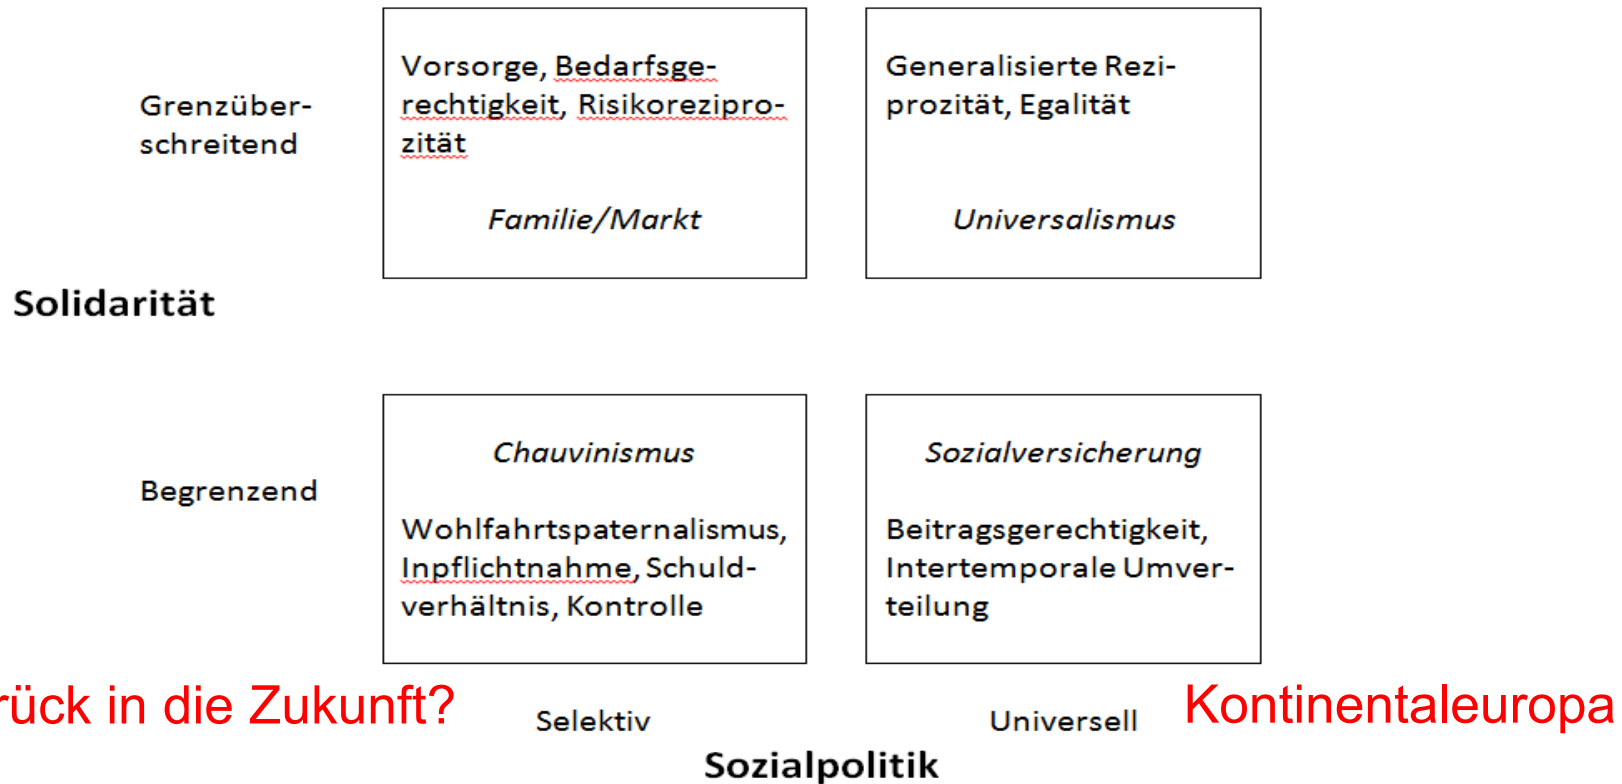 Vorsorge, Bedarfsge-
rechtigkeit, Risikorezipro-
zität
Familie/Markt
Generalisierte Rezi-
prozität, Egalität
Universalismus
Grenzüber-
schreitend
Solidarität
Begrenzend
Chauvinismus
Wohlfahrtspaternalismus,
Inpflichtnahme, Schuld-
verhältnis, Kontrolle
Sozialversicherung
Beitragsgerechtigkeit,
Intertemporale Umver-
teilung
rück in die Zukunft?
Selektiv
Universell
Kontinentaleuropa
Sozialpolitik